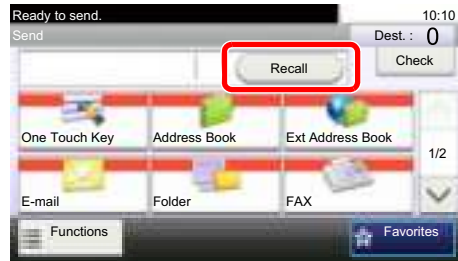 Ready to send. 10:10
Send Dest. : 0
Recall Check
One Touch Key Address Book Ext Address Book
1/2
E-mail Folder FAX
Functions Favorites